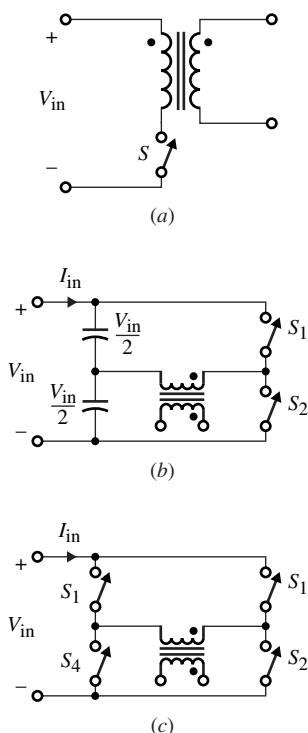 +
V_in
S
−
(a)
I_in
+
V_in/2
S_1
V_in
V_in/2
S_2
−
(b)
I_in
+
S_1
S_1
V_in
S_4
S_2
−
(c)